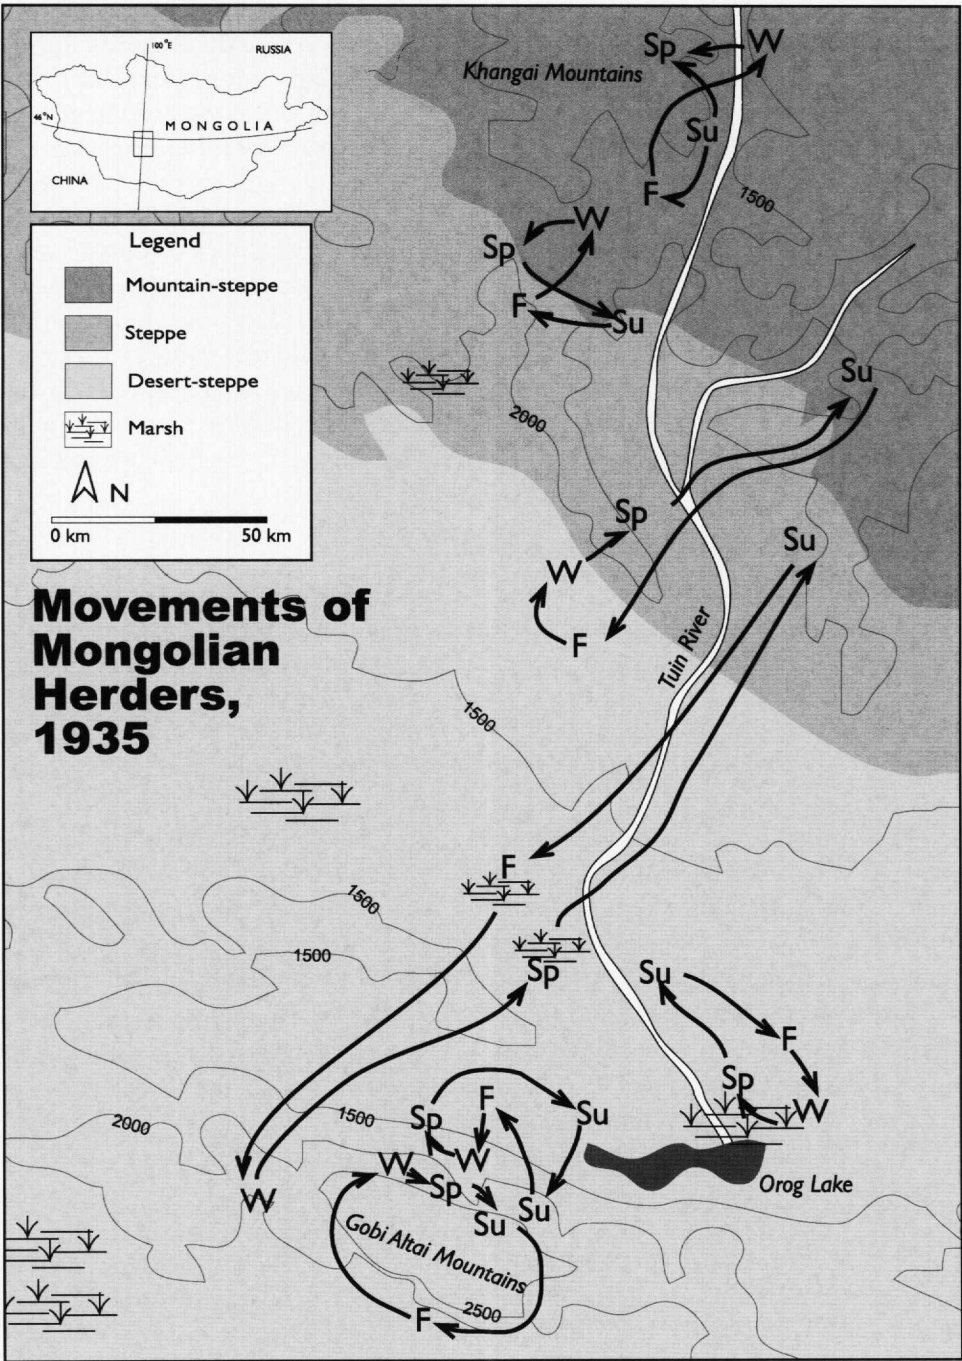 100°E
RUSSIA
46°N
MONGOLIA
CHINA
Legend
Mountain-steppe
Steppe
Desert-steppe
Marsh
N
0 km
50 km
Movements of
Mongolian
Herders,
1935
Sp
W
Khangai Mountains
Su
F
1500
W
Sp
F
Su
Su
2000
Sp
Su
W
F
Tuin River
1500
F
1500
1500
Sp
Su
F
Sp
W
2000
1500
Sp
F
Su
W
W
Sp
Orog Lake
W
Su
Su
Gobi Altai Mountains
2500
F